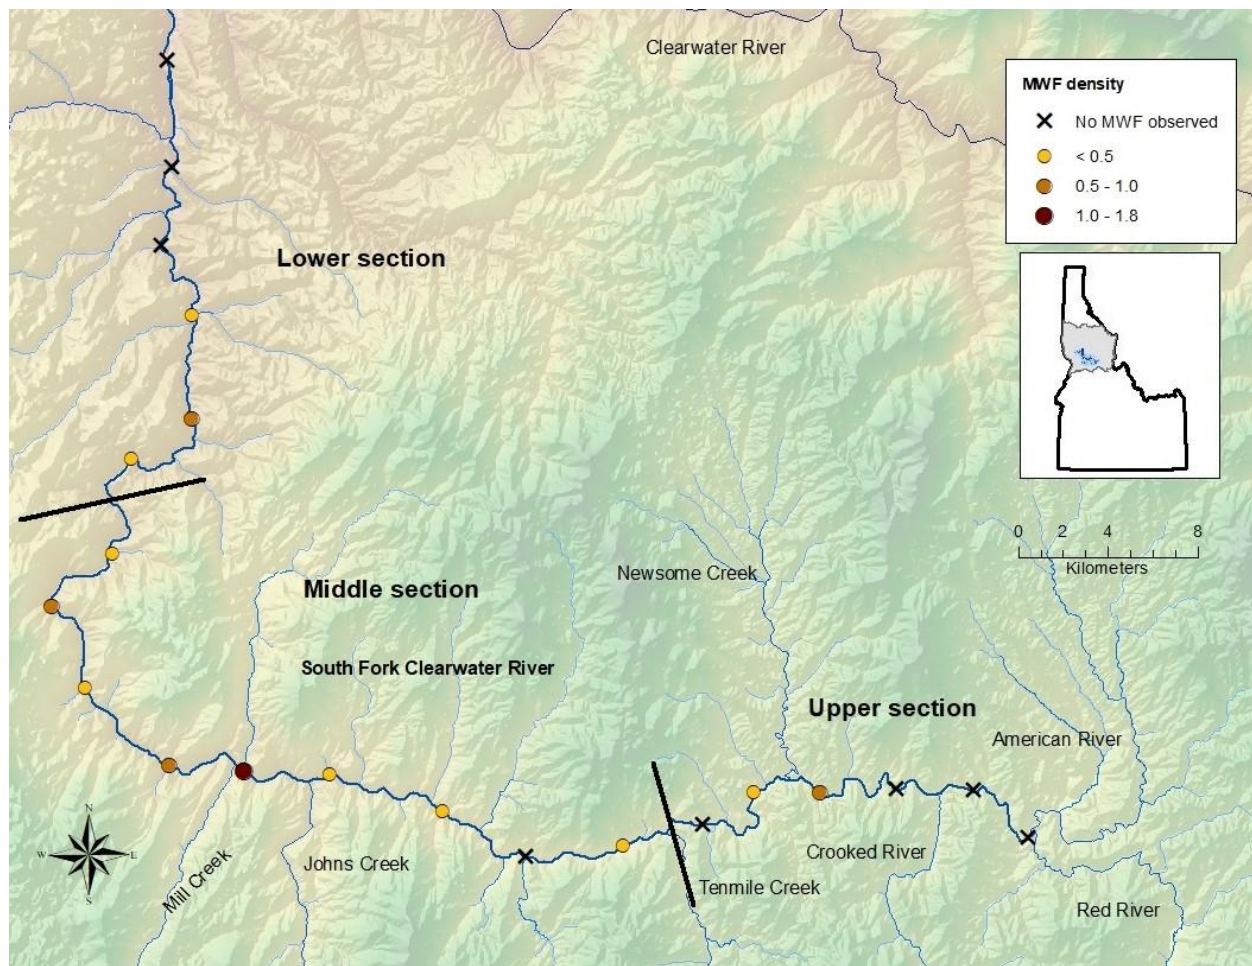 Clearwater River
MWF density
No MWF observed
< 0.5
0.5 - 1.0
1.0 - 1.8
Lower section
0 2 4 8
Kilometers
Newsome Creek
Middle section
South Fork Clearwater River
Upper section
American River
N
W E
S
Mill Creek
Johns Creek
Crooked River
Tenmile Creek
Red River